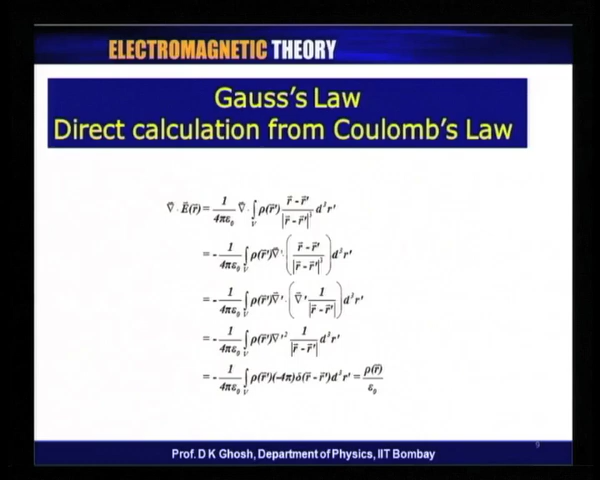 ELECTROMAGNETIC THEORY
Gauss's Law
Direct calculation from Coulomb's Law
∇⃗ · E⃗(r⃗) = 1/4πε₀ ∇⃗ · ∫_V ρ(r⃗') (r⃗ - r⃗')/|r⃗ - r⃗'|³ d³r'
= - 1/4πε₀ ∫_V ρ(r⃗')∇⃗' · ( (r⃗ - r⃗')/|r⃗ - r⃗'|³ ) d³r'
= - 1/4πε₀ ∫_V ρ(r⃗')∇⃗' · ( ∇⃗' 1/|r⃗ - r⃗'| ) d³r'
= - 1/4πε₀ ∫_V ρ(r⃗')∇⃗'² 1/|r⃗ - r⃗'| d³r'
= - 1/4πε₀ ∫_V ρ(r⃗')(-4π)δ(r⃗ - r⃗')d³r' = ρ(r⃗)/ε₀
9
Prof. D K Ghosh, Department of Physics, IIT Bombay